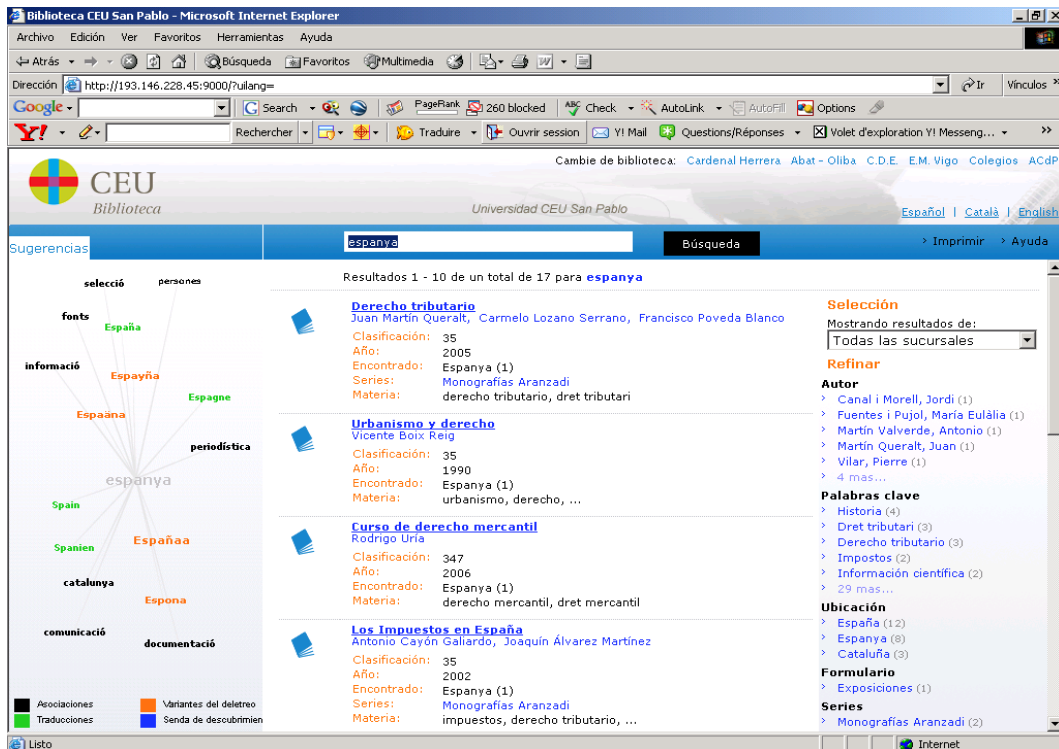 Biblioteca CEU San Pablo - Microsoft Internet Explorer
Archivo Edición Ver Favoritos Herramientas Ayuda
Atrás Búsqueda Favoritos Multimedia
Dirección http://193.146.228.45:9000/?uilang= Ir Vínculos »
Google Search PageRank 260 blocked Check AutoLink AutoFill Options
Y! Rechercher Traduire Ouvrir session Y! Mail Questions/Réponses Volet d'exploration Y! Messeng... »
Cambie de biblioteca: Cardenal Herrera Abat - Oliba C.D.E. E.M. Vigo Colegios ACdP
CEU
Biblioteca
Universidad CEU San Pablo
Español | Català | English
Sugerencias espanya Búsqueda > Imprimir > Ayuda
selecció
persones
fonts
España
informació
Espayña
Espagne
Espaäna
periodística
espanya
Spain
Españaa
Spanien
catalunya
Espona
comunicació
documentació
Asociaciones Variantes del deletreo
Traducciones Senda de descubrimien
Resultados 1 - 10 de un total de 17 para espanya
Derecho tributario
Juan Martín Queralt, Carmelo Lozano Serrano, Francisco Poveda Blanco
Clasificación: 35
Año: 2005
Encontrado: Espanya (1)
Series: Monografías Aranzadi
Materia: derecho tributario, dret tributari
Urbanismo y derecho
Vicente Boix Reig
Clasificación: 35
Año: 1990
Encontrado: Espanya (1)
Materia: urbanismo, derecho, ...
Curso de derecho mercantil
Rodrigo Uría
Clasificación: 347
Año: 2006
Encontrado: Espanya (1)
Materia: derecho mercantil, dret mercantil
Los Impuestos en España
Antonio Cayón Galiardo, Joaquín Álvarez Martínez
Clasificación: 35
Año: 2002
Encontrado: Espanya (1)
Series: Monografías Aranzadi
Materia: impuestos, derecho tributario, ...
Selección
Mostrando resultados de:
Todas las sucursales
Refinar
Autor
> Canal i Morell, Jordi (1)
> Fuentes i Pujol, María Eulàlia (1)
> Martín Valverde, Antonio (1)
> Martín Queralt, Juan (1)
> Vilar, Pierre (1)
> 4 mas...
Palabras clave
> Historia (4)
> Dret tributari (3)
> Derecho tributario (3)
> Impostos (2)
> Información científica (2)
> 29 mas...
Ubicación
> España (12)
> Espanya (8)
> Cataluña (3)
Formulario
> Exposiciones (1)
Series
> Monografías Aranzadi (2)
Listo Internet